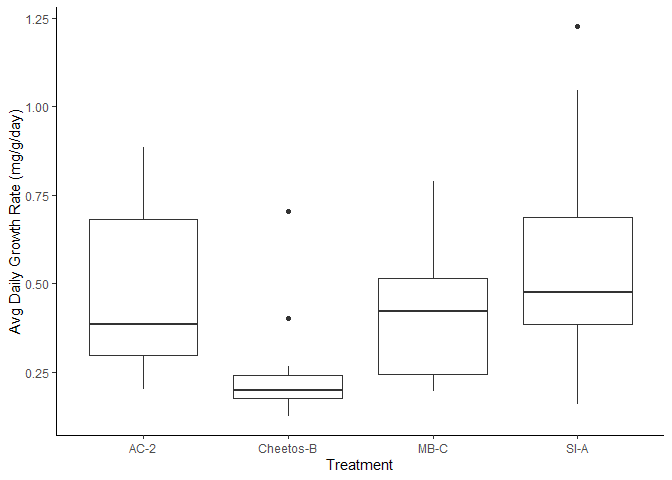 Avg Daily Growth Rate (mg/g/day)
1.25
1.00
0.75
0.50
0.25
AC-2 Cheetos-B MB-C SI-A
Treatment